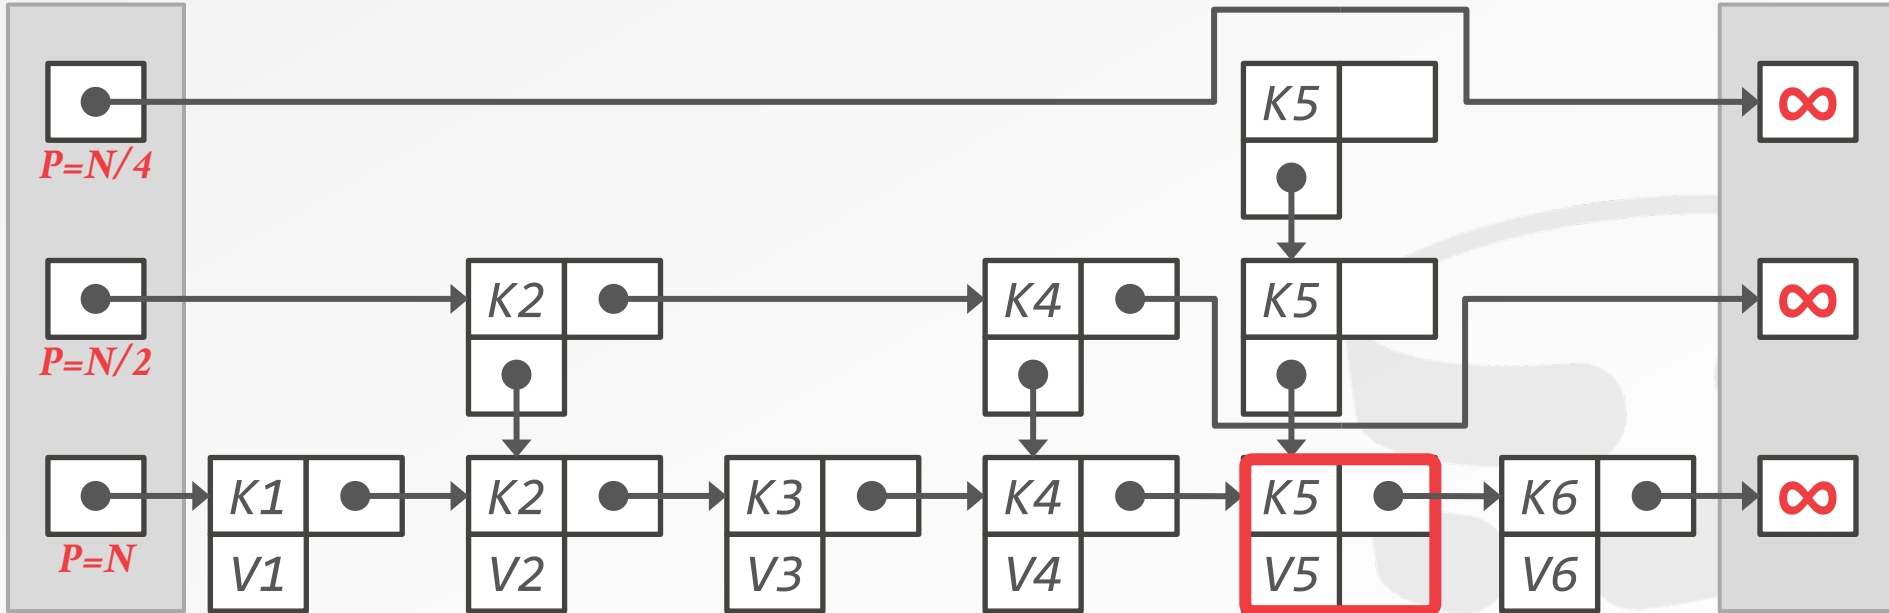 K5 ∞
P=N/4
K2 K4 K5 ∞
P=N/2
K1 K2 K3 K4 K5 K6 ∞
P=N
V1 V2 V3 V4 V5 V6